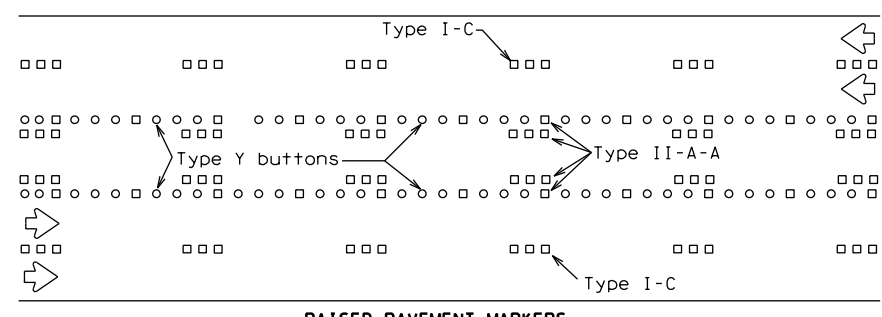 Type I-C
Type Y buttons
Type II-A-A
Type I-C
RAISED PAVEMENT MARKERS